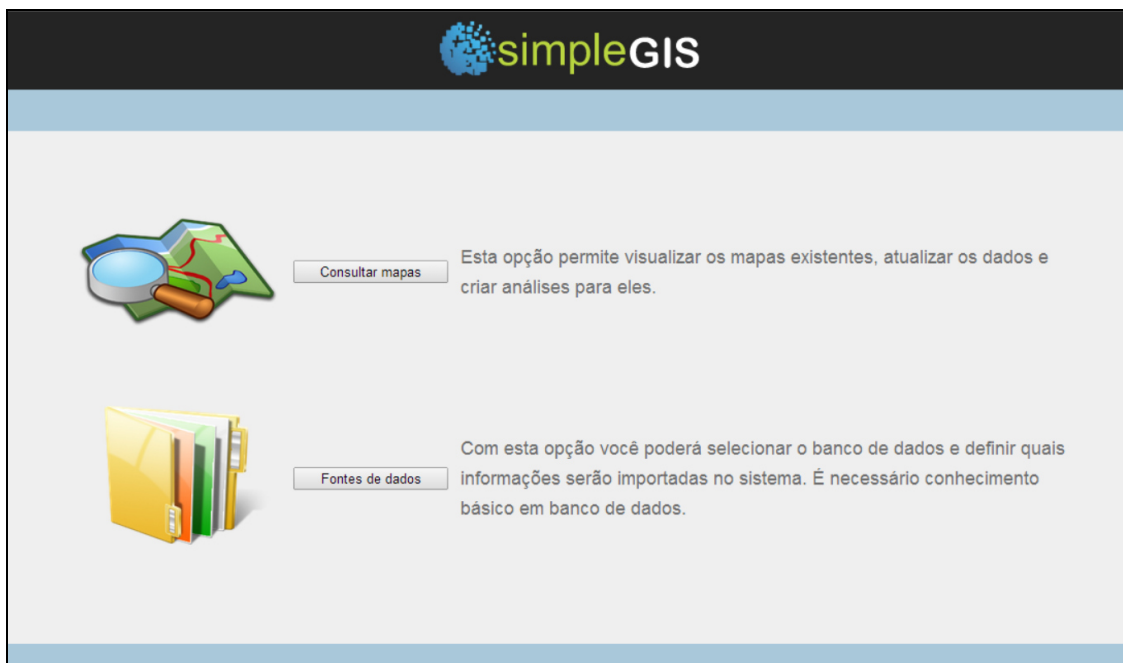 simpleGIS
Consultar mapas
Esta opção permite visualizar os mapas existentes, atualizar os dados e
criar análises para eles.
Fontes de dados
Com esta opção você poderá selecionar o banco de dados e definir quais
informações serão importadas no sistema. É necessário conhecimento
básico em banco de dados.